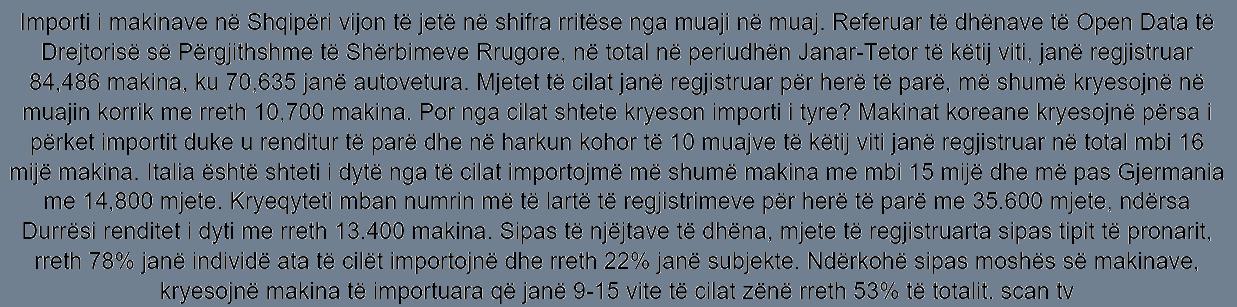 Importi i makinave në Shqipëri vijon të jetë në shifra rritëse nga muaji në muaj. Referuar të dhënave të Open Data të
Drejtorisë së Përgjithshme të Shërbimeve Rrugore, në total në periudhën Janar-Tetor të këtij viti, janë regjistruar
84,486 makina, ku 70,635 janë autovetura. Mjetet të cilat janë regjistruar për herë të parë, më shumë kryesojnë në
muajin korrik me rreth 10,700 makina. Por nga cilat shtete kryeson importi i tyre? Makinat koreane kryesojnë përsa i
përket importit duke u renditur të parë dhe në harkun kohor të 10 muajve të këtij viti janë regjistruar në total mbi 16
mijë makina. Italia është shteti i dytë nga të cilat importojmë më shumë makina me mbi 15 mijë dhe më pas Gjermania
me 14,800 mjete. Kryeqyteti mban numrin më të lartë të regjistrimeve për herë të parë me 35.600 mjete, ndërsa
Durrësi renditet i dyti me rreth 13.400 makina. Sipas të njëjtave të dhëna, mjete të regjistruarta sipas tipit të pronarit,
rreth 78% janë individë ata të cilët importojnë dhe rreth 22% janë subjekte. Ndërkohë sipas moshës së makinave,
kryesojnë makina të importuara që janë 9-15 vite të cilat zënë rreth 53% të totalit. scan tv